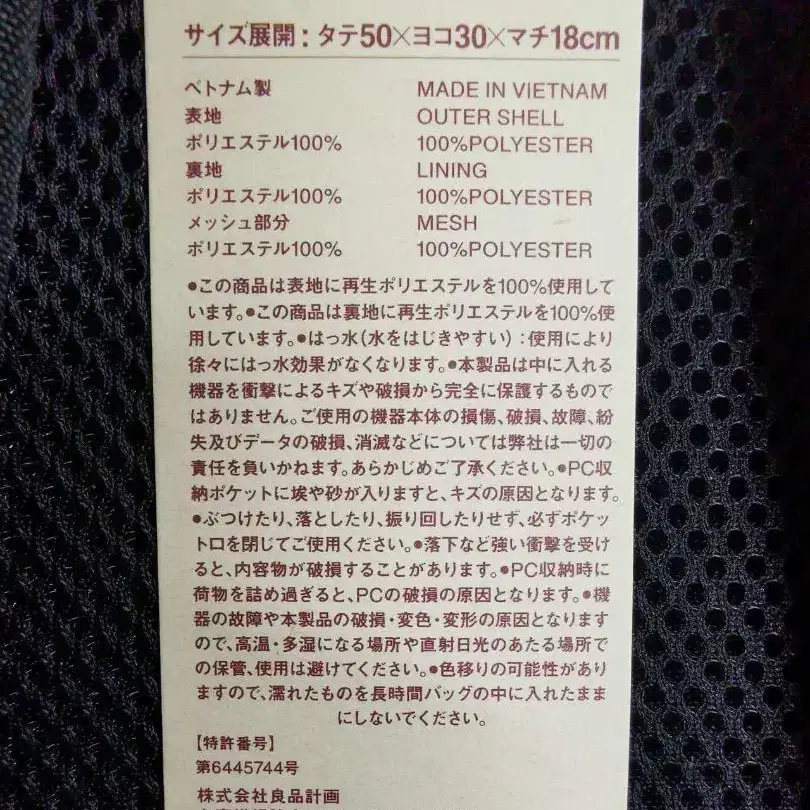 サイズ展開：タテ50×ヨコ30×マチ18cm
ベトナム製 MADE IN VIETNAM
表地 OUTER SHELL
ポリエステル100% 100%POLYESTER
裏地 LINING
ポリエステル100% 100%POLYESTER
メッシュ部分 MESH
ポリエステル100% 100%POLYESTER
●この商品は表地に再生ポリエステルを100%使用して
います。●この商品は裏地に再生ポリエステルを100%使
用しています。●はっ水(水をはじきやすい)：使用により
徐々にはっ水効果がなくなります。●本製品は中に入れる
機器を衝撃によるキズや破損から完全に保護するもので
はありません。ご使用の機器本体の損傷、破損、故障、紛
失及びデータの破損、消滅などについては弊社は一切の
責任を負いかねます。あらかじめご了承ください。●PC収
納ポケットに埃や砂が入りますと、キズの原因となります。
●ぶつけたり、落としたり、振り回したりせず、必ずポケッ
ト口を閉じてご使用ください。●落下など強い衝撃を受け
ると、内容物が破損することがあります。●PC収納時に
荷物を詰め過ぎると、PCの破損の原因となります。●機
器の故障や本製品の破損・変色・変形の原因となります
ので、高温・多湿になる場所や直射日光のあたる場所で
の保管、使用は避けてください。●色移りの可能性があり
ますので、濡れたものを長時間バッグの中に入れたまま
にしないでください。
【特許番号】
第6445744号
株式会社良品計画